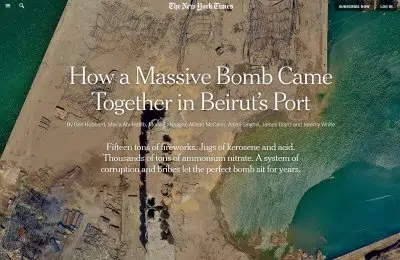 The New York Times
SUBSCRIBE NOW
LOG IN
How a Massive Bomb Came
Together in Beirut's Port
By Ben Hubbard, Maria Abi-Habib, Mona El-Naggar, Allison McCann, Anjali Singhvi, James Glanz and Jeremy White
Fifteen tons of fireworks. Jugs of kerosene and acid.
Thousands of tons of ammonium nitrate. A system of
corruption and bribes let the perfect bomb sit for years.